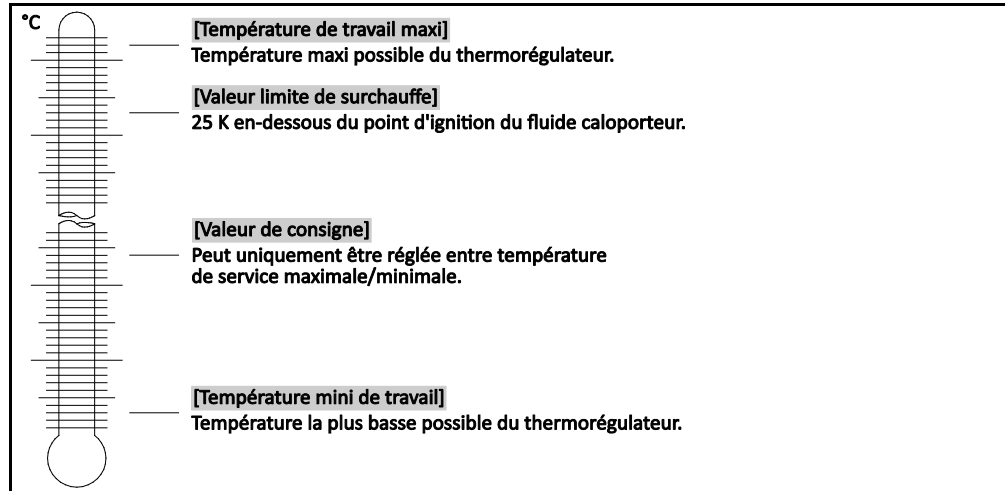 °C
[Température de travail maxi]
Température maxi possible du thermorégulateur.
[Valeur limite de surchauffe]
25 K en-dessous du point d'ignition du fluide caloporteur.
[Valeur de consigne]
Peut uniquement être réglée entre température
de service maximale/minimale.
[Température mini de travail]
Température la plus basse possible du thermorégulateur.